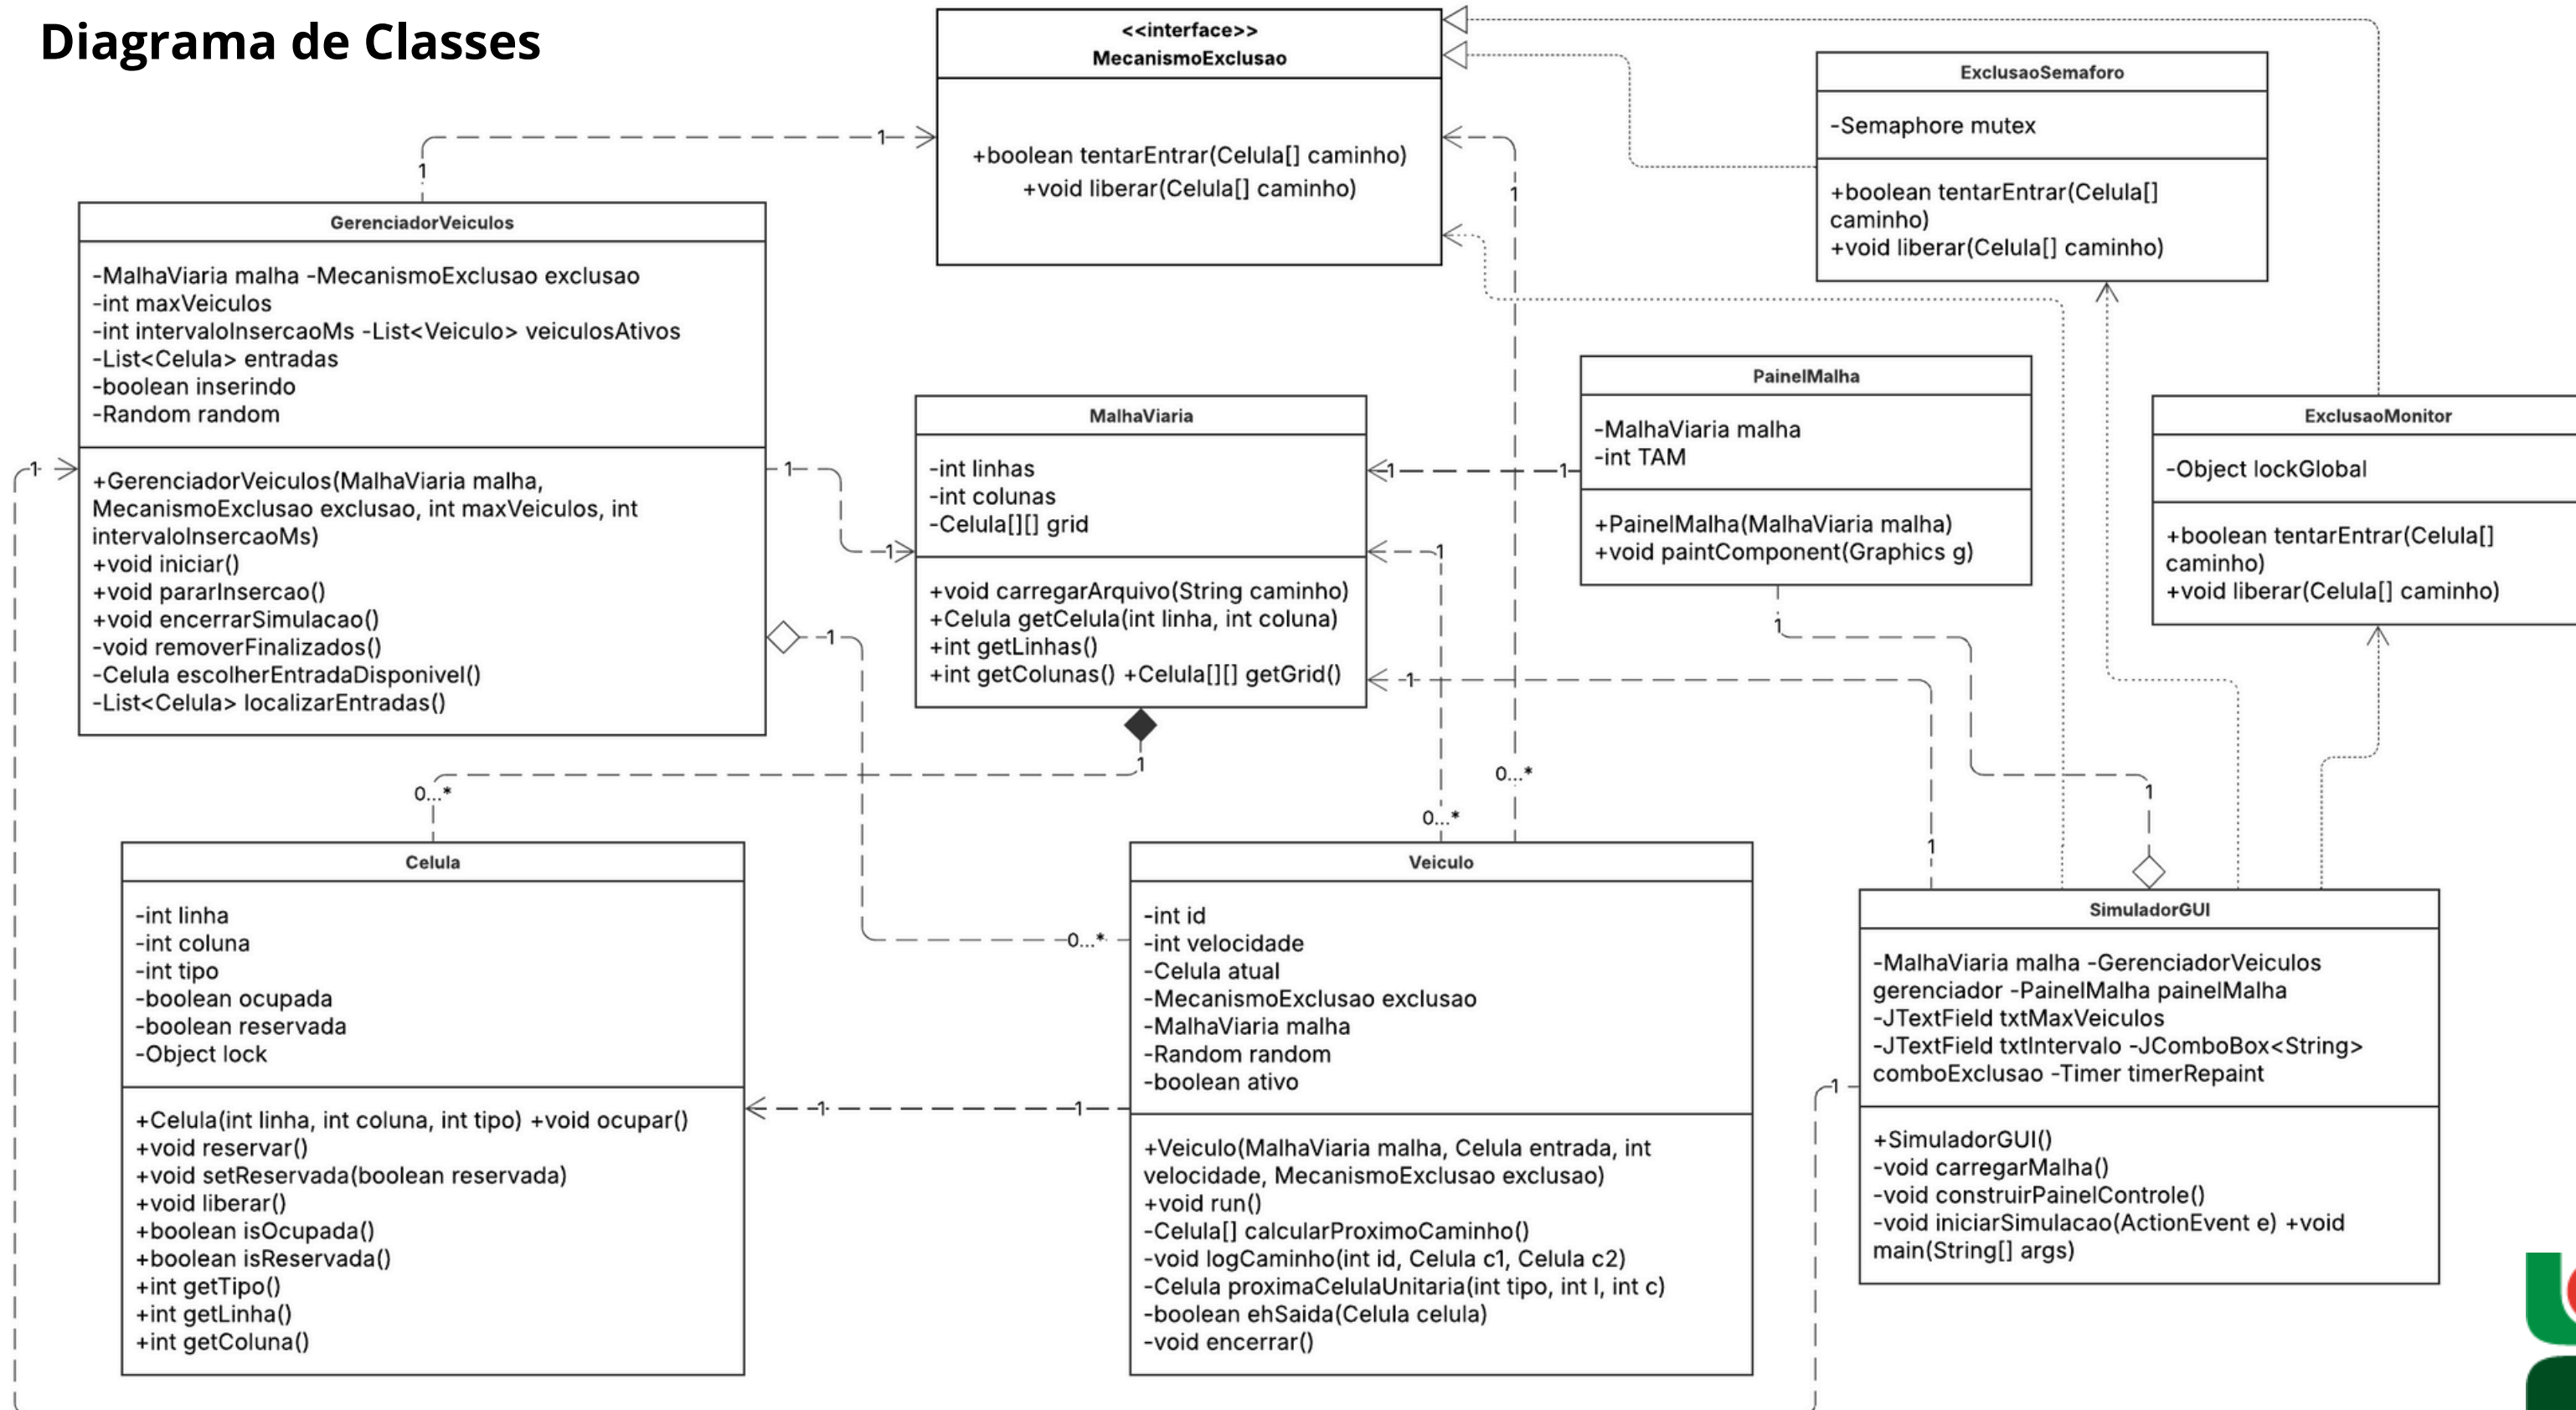 Diagrama de Classes
<<interface>>
MecanismoExclusao
+boolean tentarEntrar(Celula[] caminho)
+void liberar(Celula[] caminho)
ExclusaoSemaforo
-Semaphore mutex
+boolean tentarEntrar(Celula[]
caminho)
+void liberar(Celula[] caminho)
1
1
1
GerenciadorVeiculos
-MalhaViaria malha -MecanismoExclusao exclusao
-int maxVeiculos
-int intervaloInsercaoMs -List<Veiculo> veiculosAtivos
-List<Celula> entradas
-boolean inserindo
-Random random
+GerenciadorVeiculos(MalhaViaria malha,
MecanismoExclusao exclusao, int maxVeiculos, int
intervaloInsercaoMs)
+void iniciar()
+void pararInsercao()
+void encerrarSimulacao()
-void removerFinalizados()
-Celula escolherEntradaDisponivel()
-List<Celula> localizarEntradas()
1
1
1
1
MalhaViaria
-int linhas
-int colunas
-Celula[][] grid
+void carregarArquivo(String caminho)
+Celula getCelula(int linha, int coluna)
+int getLinhas()
+int getColunas() +Celula[][] getGrid()
1
1
1
1
PainelMalha
-MalhaViaria malha
-int TAM
+PainelMalha(MalhaViaria malha)
+void paintComponent(Graphics g)
1
ExclusaoMonitor
-Object lockGlobal
+boolean tentarEntrar(Celula[]
caminho)
+void liberar(Celula[] caminho)
1
0...*
0...*
0...*
1
1
0...*
Celula
-int linha
-int coluna
-int tipo
-boolean ocupada
-boolean reservada
-Object lock
+Celula(int linha, int coluna, int tipo) +void ocupar()
+void reservar()
+void setReservada(boolean reservada)
+void liberar()
+boolean isOcupada()
+boolean isReservada()
+int getTipo()
+int getLinha()
+int getColuna()
1
1
Veiculo
-int id
-int velocidade
-Celula atual
-MecanismoExclusao exclusao
-MalhaViaria malha
-Random random
-boolean ativo
+Veiculo(MalhaViaria malha, Celula entrada, int
velocidade, MecanismoExclusao exclusao)
+void run()
-Celula[] calcularProximoCaminho()
-void logCaminho(int id, Celula c1, Celula c2)
-Celula proximaCelulaUnitaria(int tipo, int l, int c)
-boolean ehSaida(Celula celula)
-void encerrar()
SimuladorGUI
-MalhaViaria malha -GerenciadorVeiculos
gerenciador -PainelMalha painelMalha
-JTextField txtMaxVeiculos
-JTextField txtIntervalo -JComboBox<String>
comboExclusao -Timer timerRepaint
1
+SimuladorGUI()
-void carregarMalha()
-void construirPainelControle()
-void iniciarSimulacao(ActionEvent e) +void
main(String[] args)